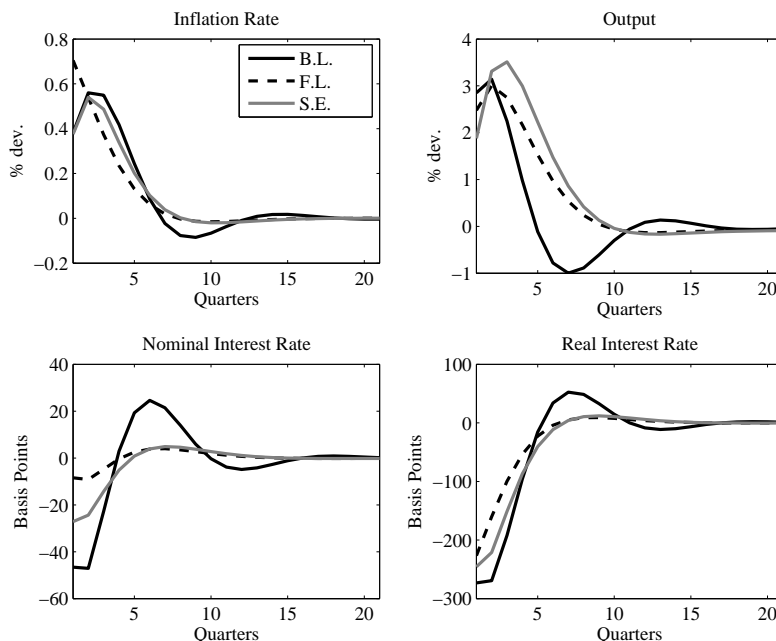 Inflation Rate
0.8
0.6
0.4
0.2
0
−0.2
% dev.
B.L.
F.L.
S.E.
5 10 15 20
Quarters
Output
4
3
2
1
0
−1
% dev.
5 10 15 20
Quarters
Nominal Interest Rate
40
20
0
−20
−40
−60
Basis Points
5 10 15 20
Quarters
Real Interest Rate
100
0
−100
−200
−300
Basis Points
5 10 15 20
Quarters